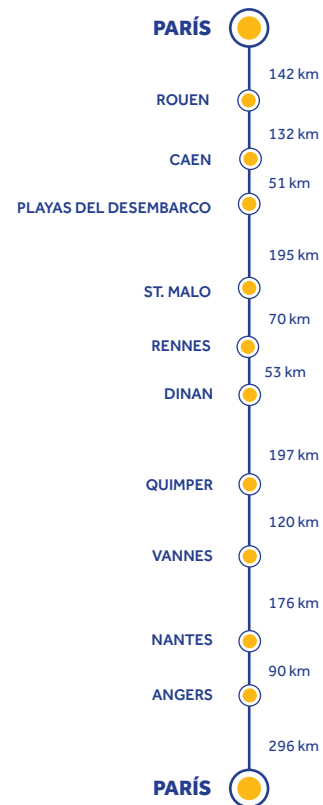 PARÍS
142 km
ROUEN
132 km
CAEN
51 km
PLAYAS DEL DESEMBARCO
195 km
ST. MALO
70 km
RENNES
53 km
DINAN
197 km
QUIMPER
120 km
VANNES
176 km
NANTES
90 km
ANGERS
296 km
PARÍS